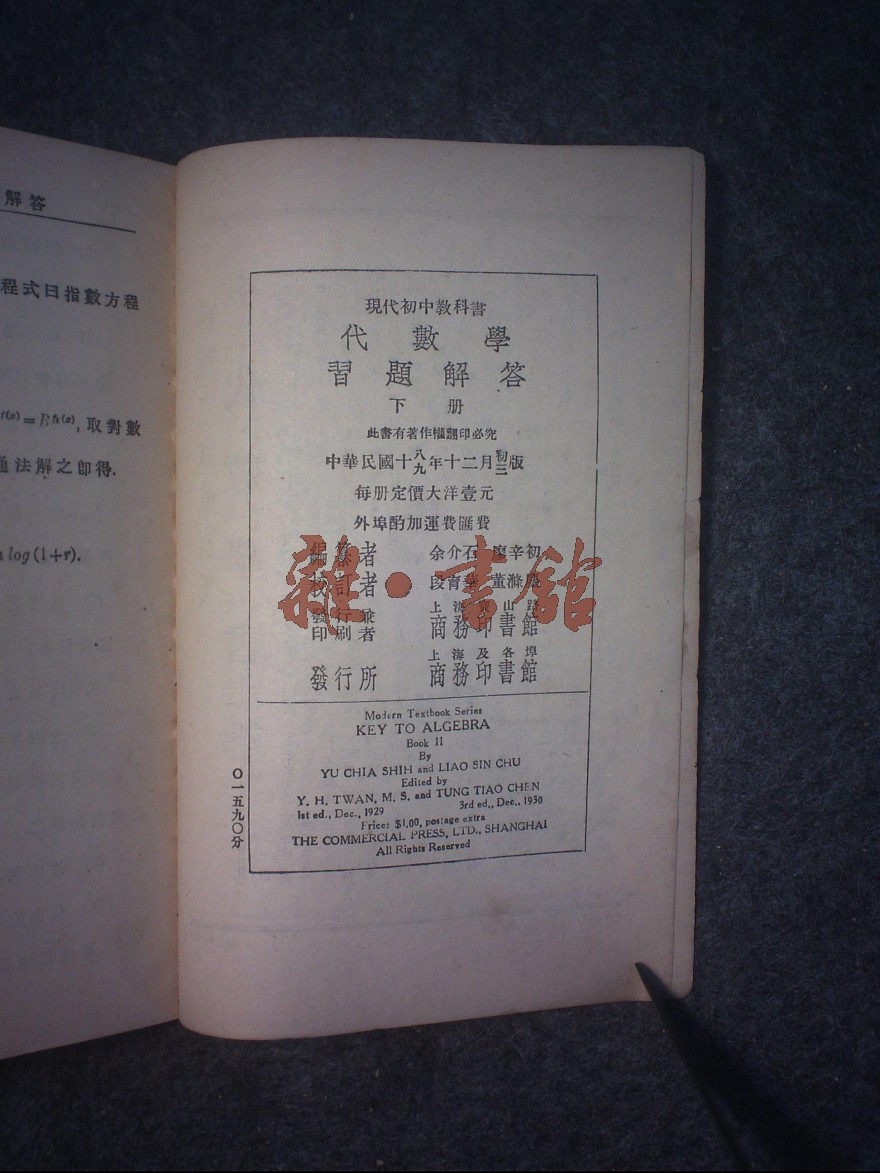 解答
程式曰指數方程
f(x)=Bfi(x), 取對數
通法解之卽得.
log(1+r).
現代初中教科書
代數學
習題解答
下册
此書有著作權翻印必究
中華民國十八九年十二月初三版
每册定價大洋壹元
外埠酌加運費匯費
編纂者 余介石 廖辛初
校訂者 段育華 董滌塵
發行兼印刷者 上海寶山路 商務印書館
發行所 上海及各埠 商務印書館
Modern Textbook Series
KEY TO ALGEBRA
Book II
By
YU CHIA SHIH and LIAO SIN CHU
Edited by
Y. H. TWAN, M. S. and TUNG TIAO CHEN
1st ed., Dec., 1929 3rd ed., Dec., 1930
Price: $1.00, postage extra
THE COMMERCIAL PRESS, LTD., SHANGHAI
All Rights Reserved
〇一五九〇分
雜·書館